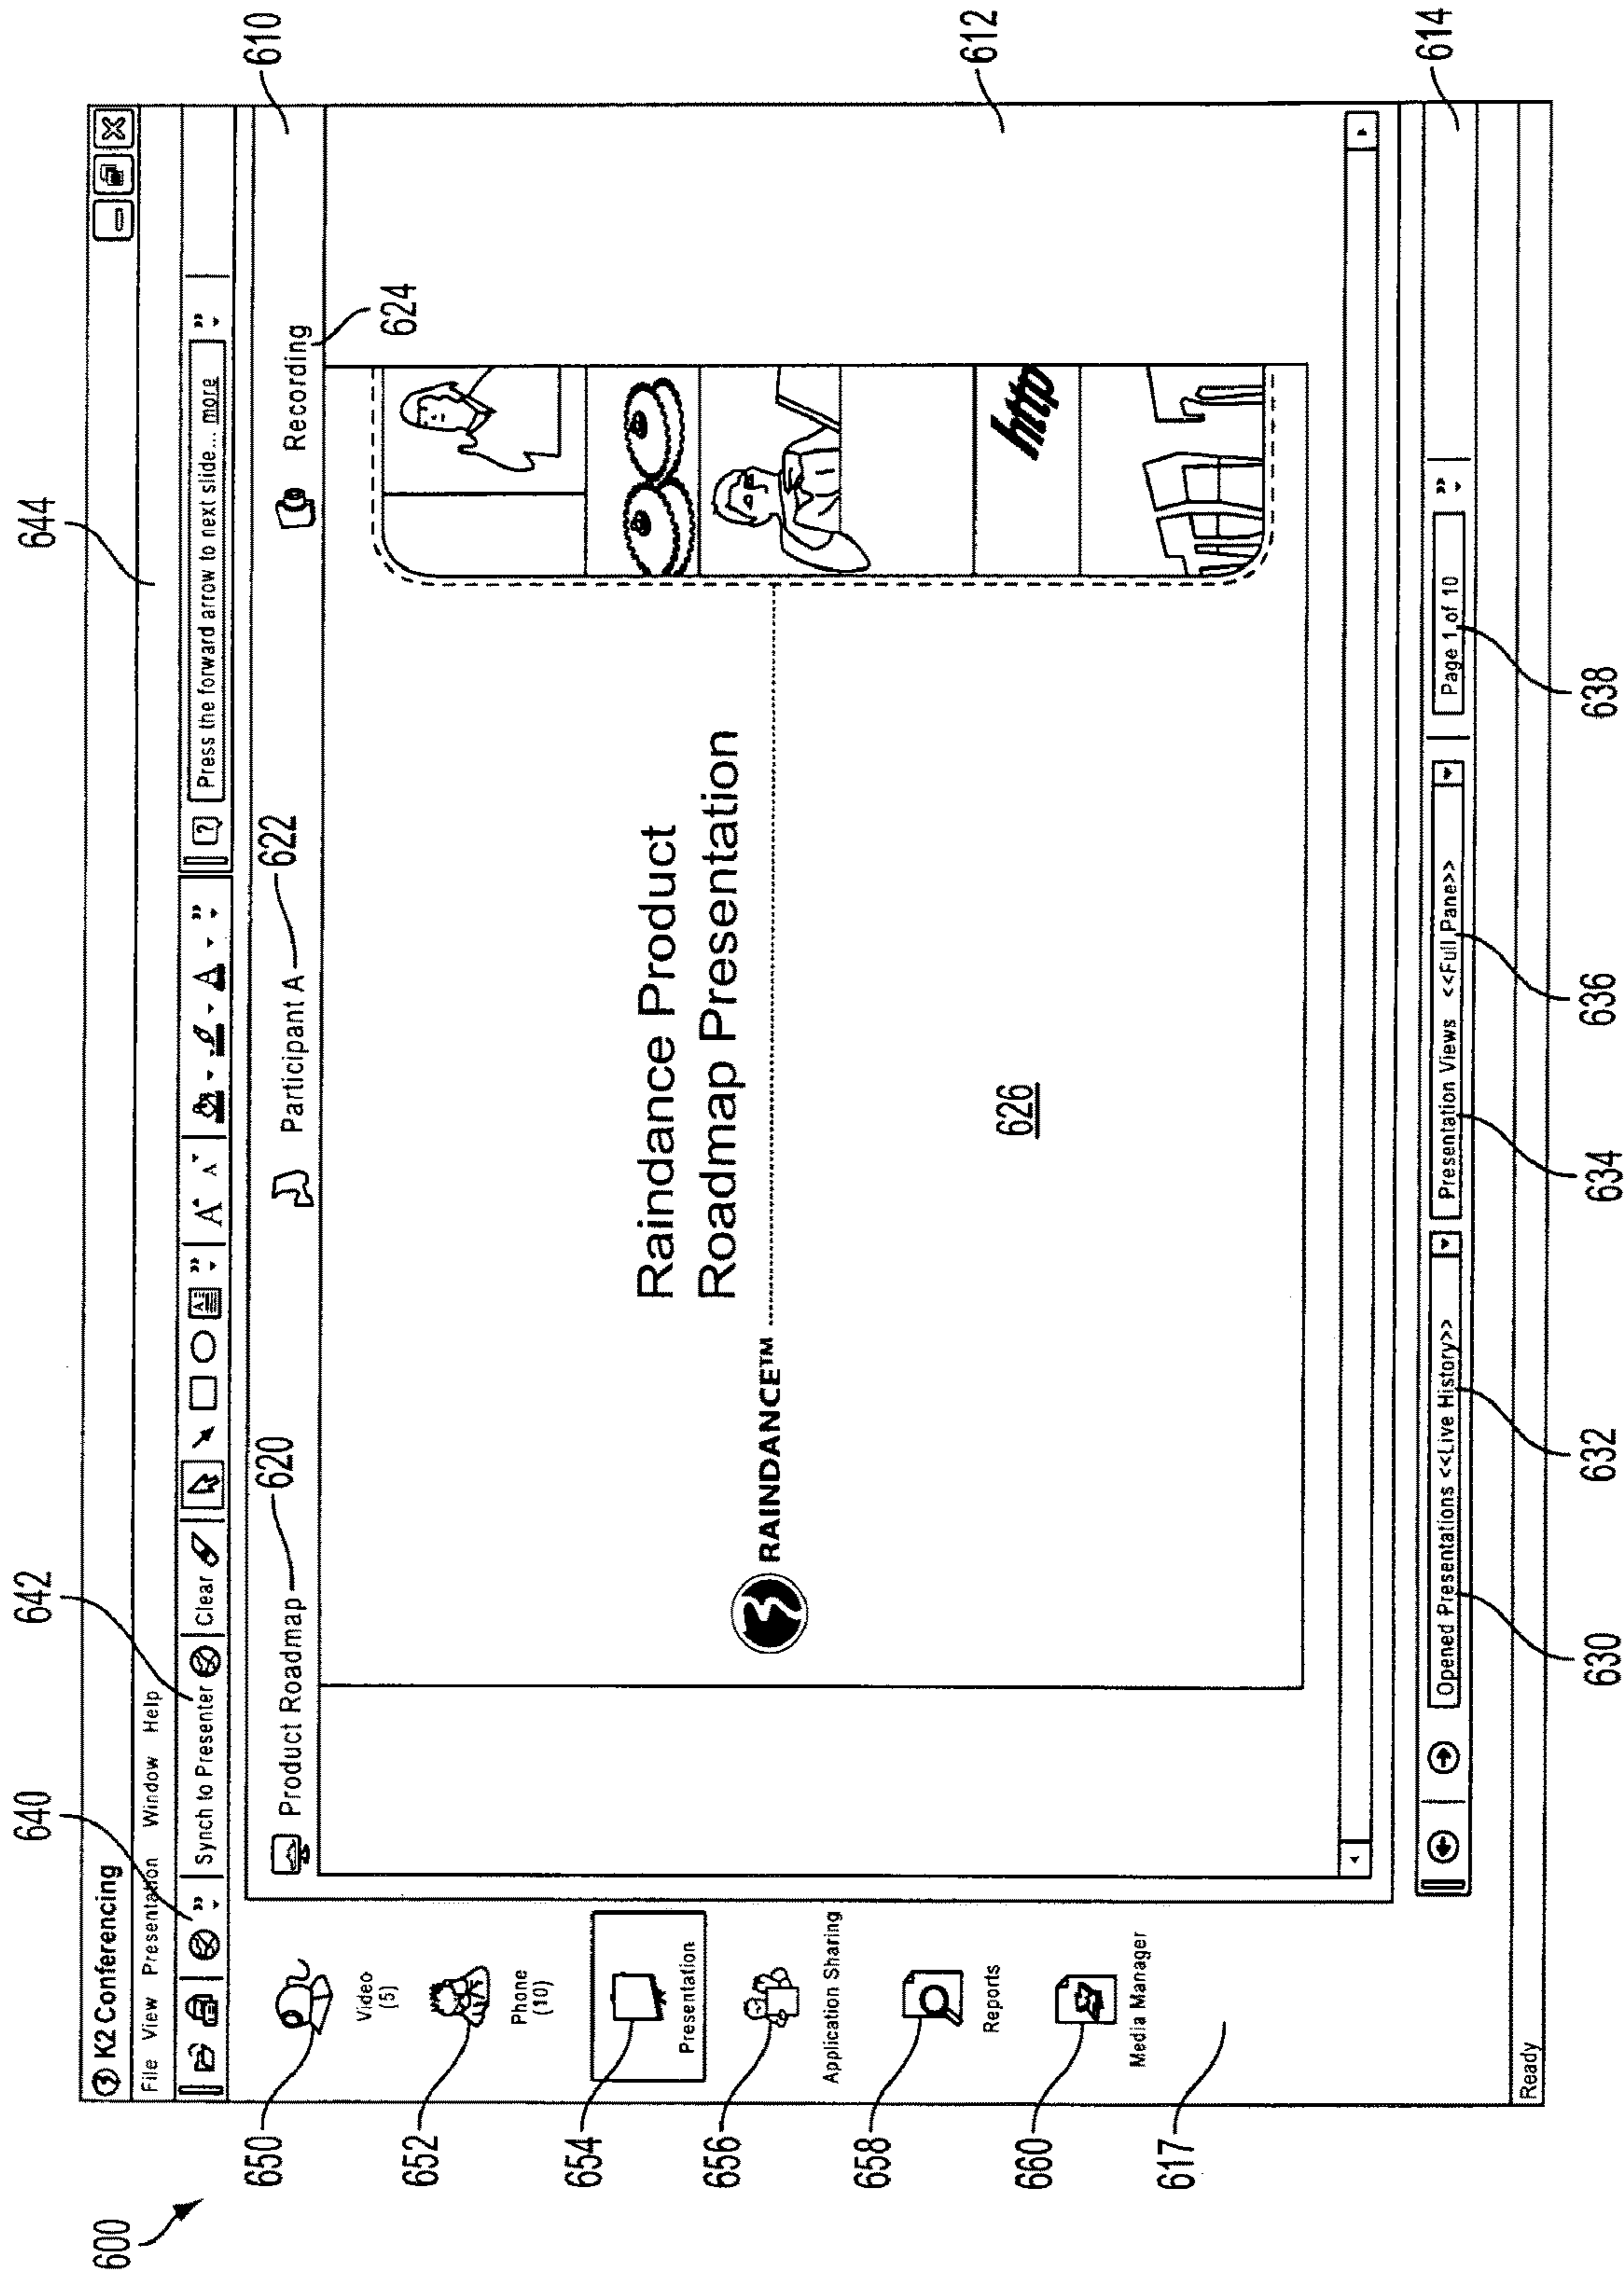 600
640
642
644
K2 Conferencing
File View Presentation Window Help
Synch to Presenter
Clear
A
A
A
A
?
Press the forward arrow to next side... more
Product Roadmap
620
Participant A
622
Recording
624
610
612
614
650
Video
(5)
652
Phone
(10)
654
Presentation
656
Application Sharing
658
Reports
660
Media Manager
617
Raindance Product
Roadmap Presentation
RAINDANCE™
626
http
Opened Presentations <<Live History>>
Presentation Views <<Full Pane>>
Page 1 of 10
Ready
630
632
634
636
638